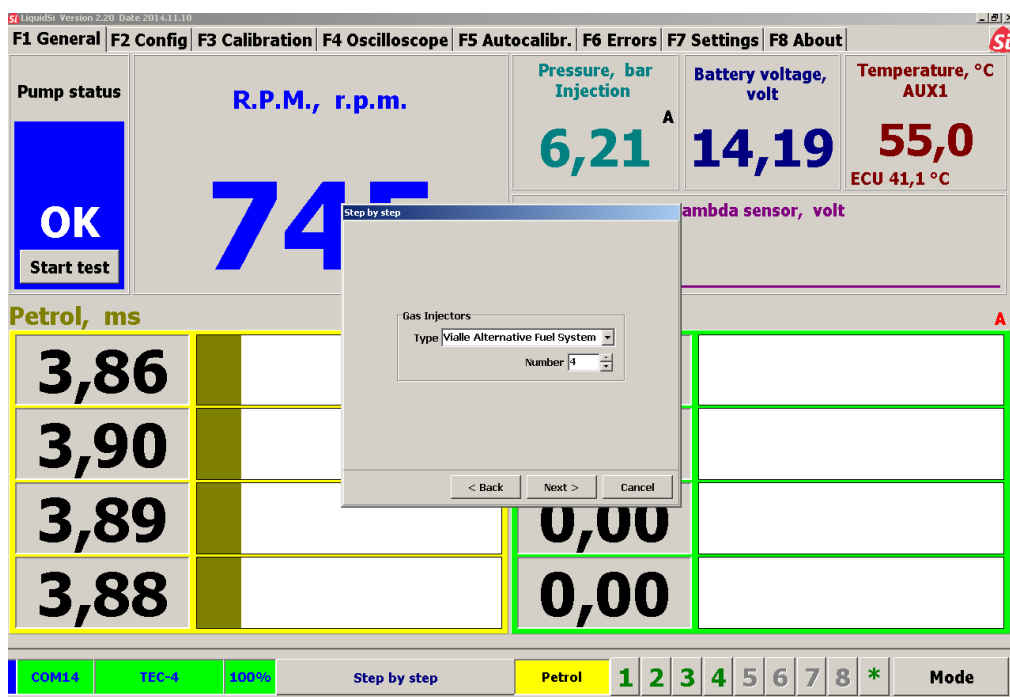 Si LiquidSi Version 2.20 Date 2014.11.10
F1 General F2 Config F3 Calibration F4 Oscilloscope F5 Autocalibr. F6 Errors F7 Settings F8 About
Si
Pump status
OK
Start test
R.P.M., r.p.m.
745
Pressure, bar
Injection
A
6,21
Battery voltage,
volt
14,19
Temperature, °C
AUX1
55,0
ECU 41,1 °C
ambda sensor, volt
Step by step
Gas Injectors
Type Vialle Alternative Fuel System
Number 4
< Back Next > Cancel
Petrol, ms
A
3,86
3,90
3,89
0,00
3,88
0,00
COM14 TEC-4 100% Step by step Petrol 1 2 3 4 5 6 7 8 * Mode